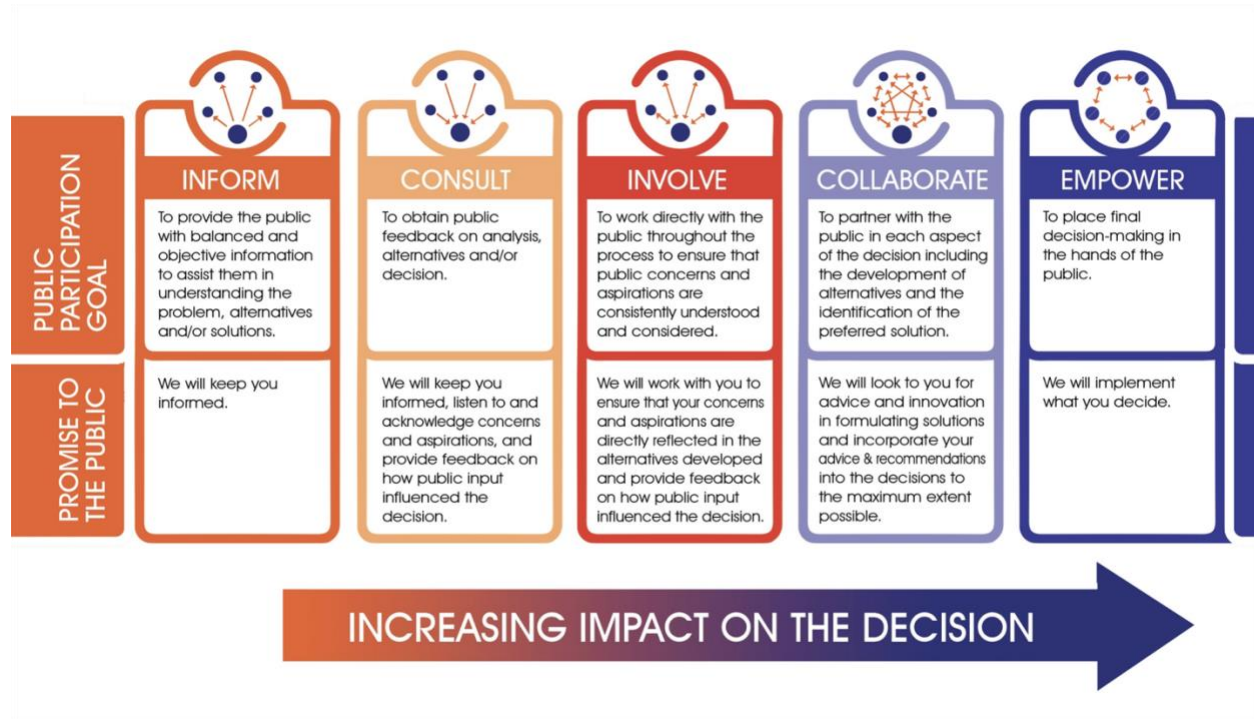 PUBLIC
PARTICIPATION
GOAL
INFORM
To provide the public
with balanced and
objective information
to assist them in
understanding the
problem, alternatives
and/or solutions.
CONSULT
To obtain public
feedback on analysis,
alternatives and/or
decision.
INVOLVE
To work directly with the
public throughout the
process to ensure that
public concerns and
aspirations are
consistently understood
and considered.
COLLABORATE
To partner with the
public in each aspect
of the decision including
the development of
alternatives and the
identification of the
preferred solution.
EMPOWER
To place final
decision-making in
the hands of the
public.
PROMISE TO
THE PUBLIC
We will keep you
informed.
We will keep you
informed, listen to and
acknowledge concerns
and aspirations, and
provide feedback on
how public input
influenced the
decision.
We will work with you to
ensure that your concerns
and aspirations are
directly reflected in the
alternatives developed
and provide feedback
on how public input
influenced the decision.
We will look to you for
advice and innovation
in formulating solutions
and incorporate your
advice & recommendations
into the decisions to
the maximum extent
possible.
We will implement
what you decide.
INCREASING IMPACT ON THE DECISION